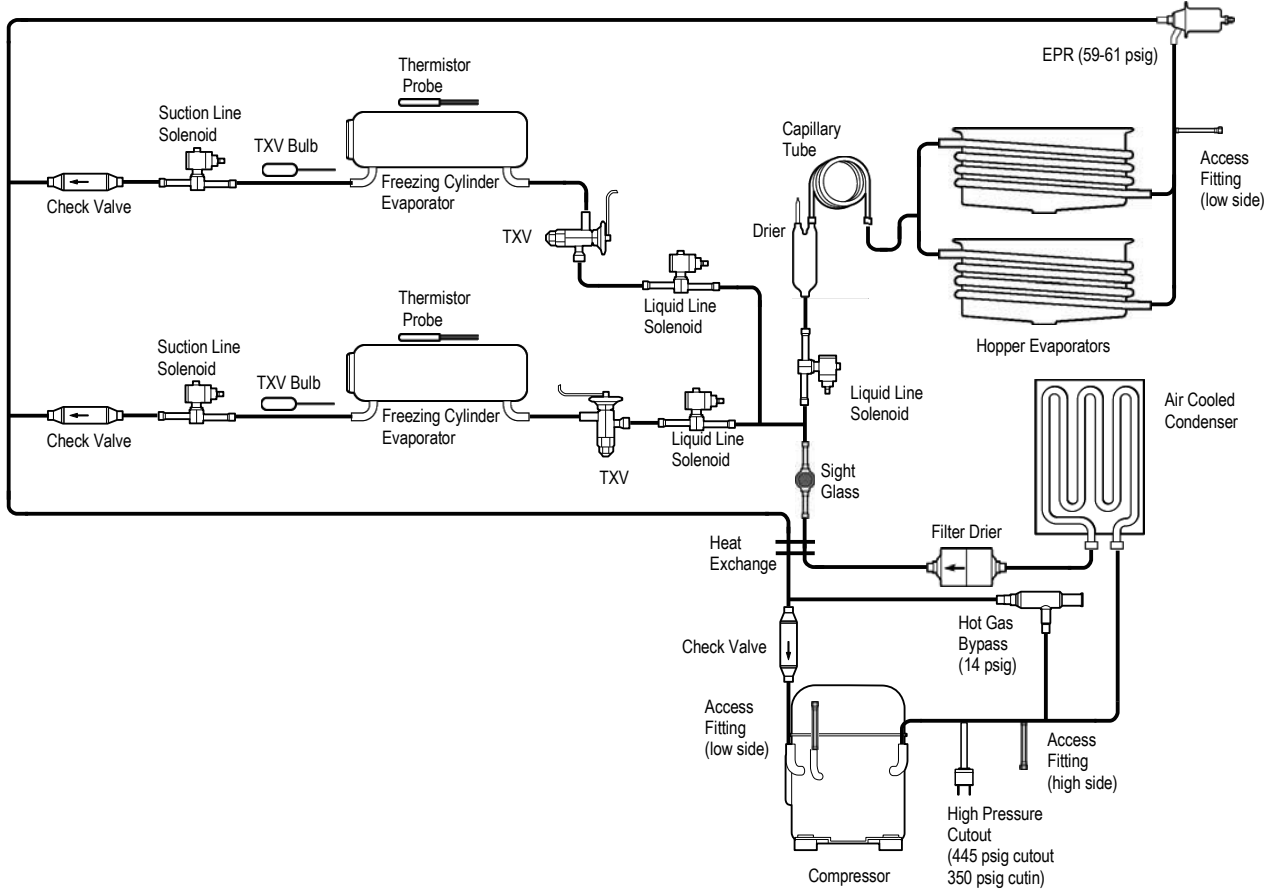 EPR (59-61 psig)
Thermistor
Probe
Suction Line
Solenoid
TXV Bulb
Capillary
Tube
Access
Fitting
(low side)
Check Valve
Freezing Cylinder
Evaporator
TXV
Drier
Liquid Line
Solenoid
Thermistor
Probe
Hopper Evaporators
Suction Line
Solenoid
TXV Bulb
Liquid Line
Solenoid
Air Cooled
Condenser
Check Valve
Freezing Cylinder
Evaporator
Liquid Line
Solenoid
TXV
Sight
Glass
Heat
Exchange
Filter Drier
Hot Gas
Bypass
(14 psig)
Check Valve
Access
Fitting
(low side)
Access
Fitting
(high side)
High Pressure
Cutout
(445 psig cutout
350 psig cutin)
Compressor